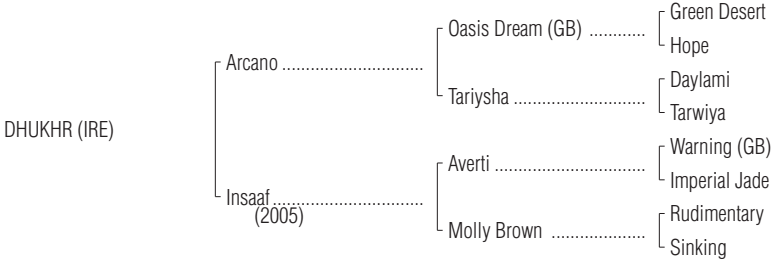 Green Desert
Oasis Dream (GB) ............
Hope
Arcano .............................
Daylami
Tariysha ...........................
Tarwiya
DHUKHR (IRE)
Warning (GB)
Averti ...............................
Imperial Jade
Insaaf ...............................
(2005)
Rudimentary
Molly Brown ...................
Sinking